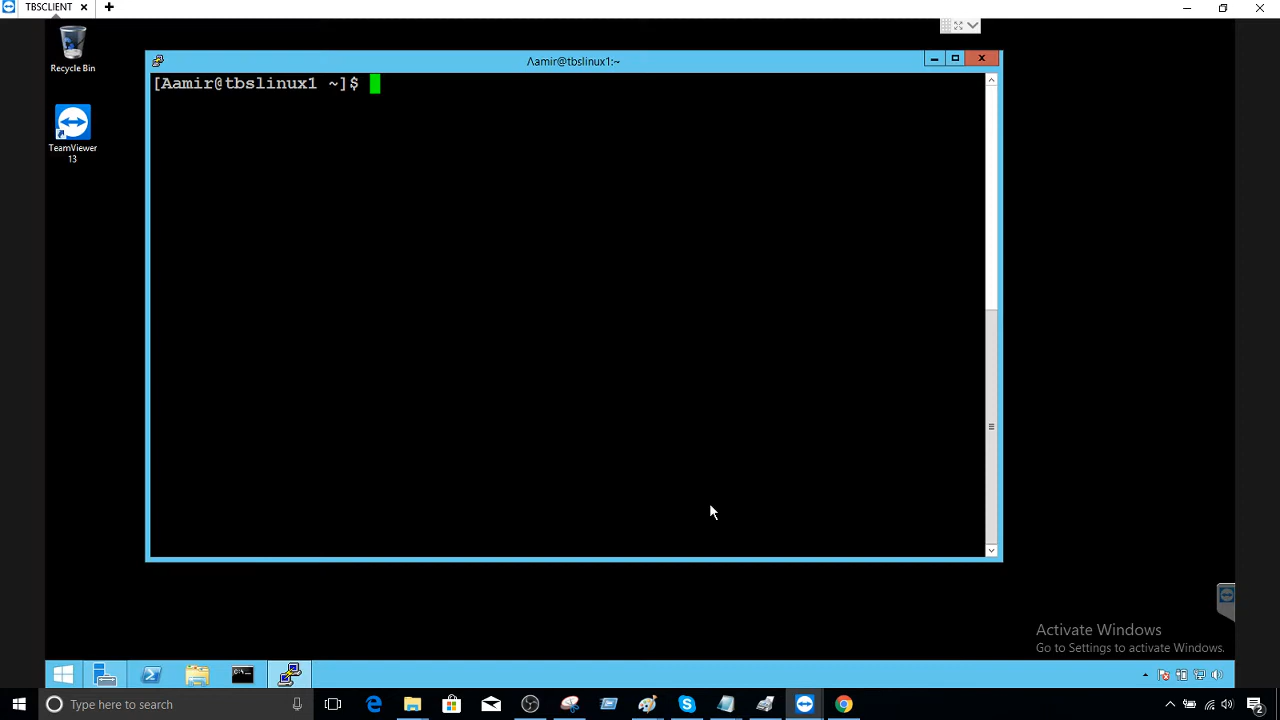 TBSCLIENT
Recycle Bin
Aamir@tbslinux1:~
[Aamir@tbslinux1 ~]$
TeamViewer
13
Activate Windows
Go to Settings to activate Windows.
Type here to search